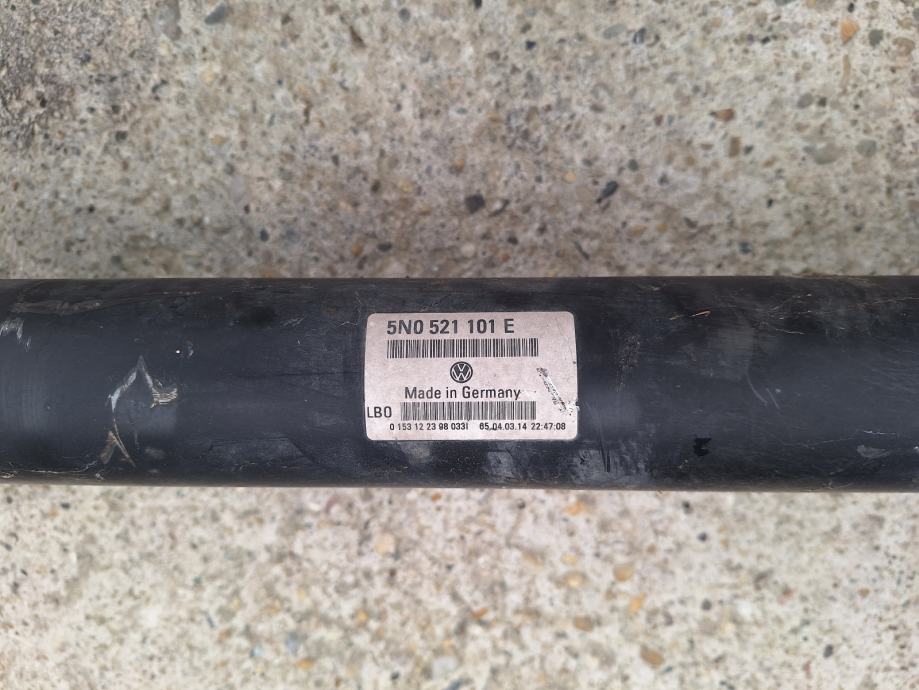 5N0 521 101 E
Made in Germany
LBO
0 153 12 23 98 033I 65 04.03.14 22:47:08